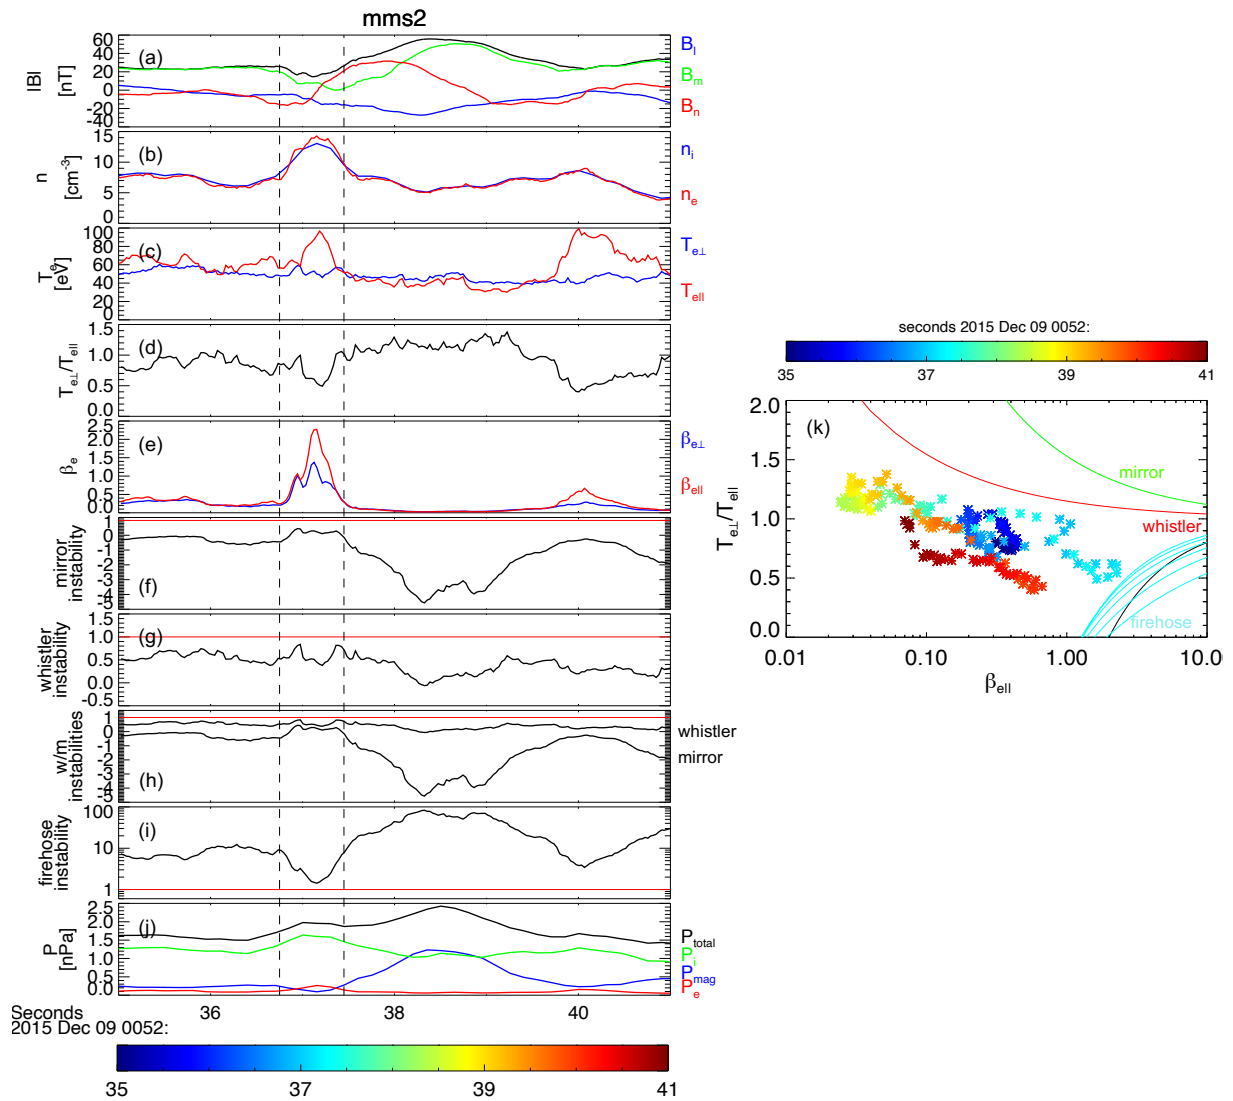 mms2
(a)
|B|
[nT]
60
40
20
0
-20
-40
B_l
B_m
B_n
(b)
n
[cm⁻³]
15
10
5
0
n_i
n_e
(c)
T_e
[eV]
100
80
60
40
20
0
T_e⊥
T_ell
(d)
T_e⊥/T_ell
1.5
1.0
0.5
0.0
(e)
β_e
2.5
2.0
1.5
1.0
0.5
0.0
β_e⊥
β_ell
(f)
mirror
instability
1
0
-1
-2
-3
-4
-5
(g)
whistler
instability
1.5
1.0
0.5
0.0
-0.5
(h)
w/m
instabilities
1
0
-1
-2
-3
-4
-5
whistler
mirror
(i)
firehose
instability
100
10
1
(j)
P
[nPa]
2.5
2.0
1.5
1.0
0.5
0.0
P_total
P_i
P_mag
P_e
36 38 40
Seconds
2015 Dec 09 0052:
35 37 39 41
seconds 2015 Dec 09 0052:
35 37 39 41
(k)
T_e⊥/T_ell
2.0
1.5
1.0
0.5
0.0
mirror
whistler
firehose
0.01 0.10 1.00 10.0
β_ell